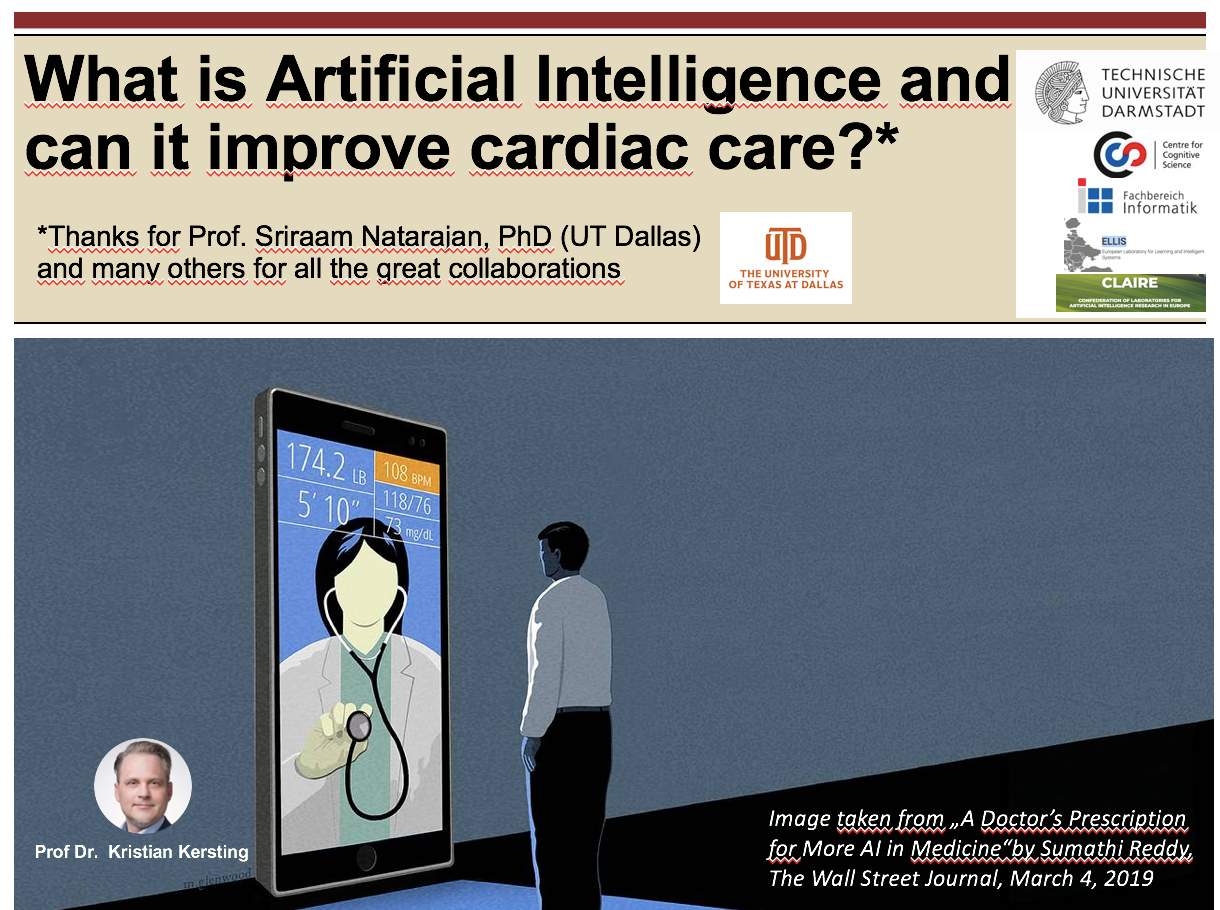 What is Artificial Intelligence and
can it improve cardiac care?*
*Thanks for Prof. Sriraam Natarajan, PhD (UT Dallas)
and many others for all the great collaborations
UTD
THE UNIVERSITY
OF TEXAS AT DALLAS
TECHNISCHE
UNIVERSITÄT
DARMSTADT
Centre for
Cognitive
Science
Fachbereich
Informatik
ELLIS
European Laboratory for Learning and Intelligent
Systems
CLAIRE
CONFEDERATION OF LABORATORIES FOR
ARTIFICIAL INTELLIGENCE RESEARCH IN EUROPE
174.2 LB
5' 10"
108 BPM
118/76
73 mg/dL
Prof Dr.  Kristian Kersting
m.glenwood
Image taken from „A Doctor's Prescription
for More AI in Medicine“by Sumathi Reddy,
The Wall Street Journal, March 4, 2019